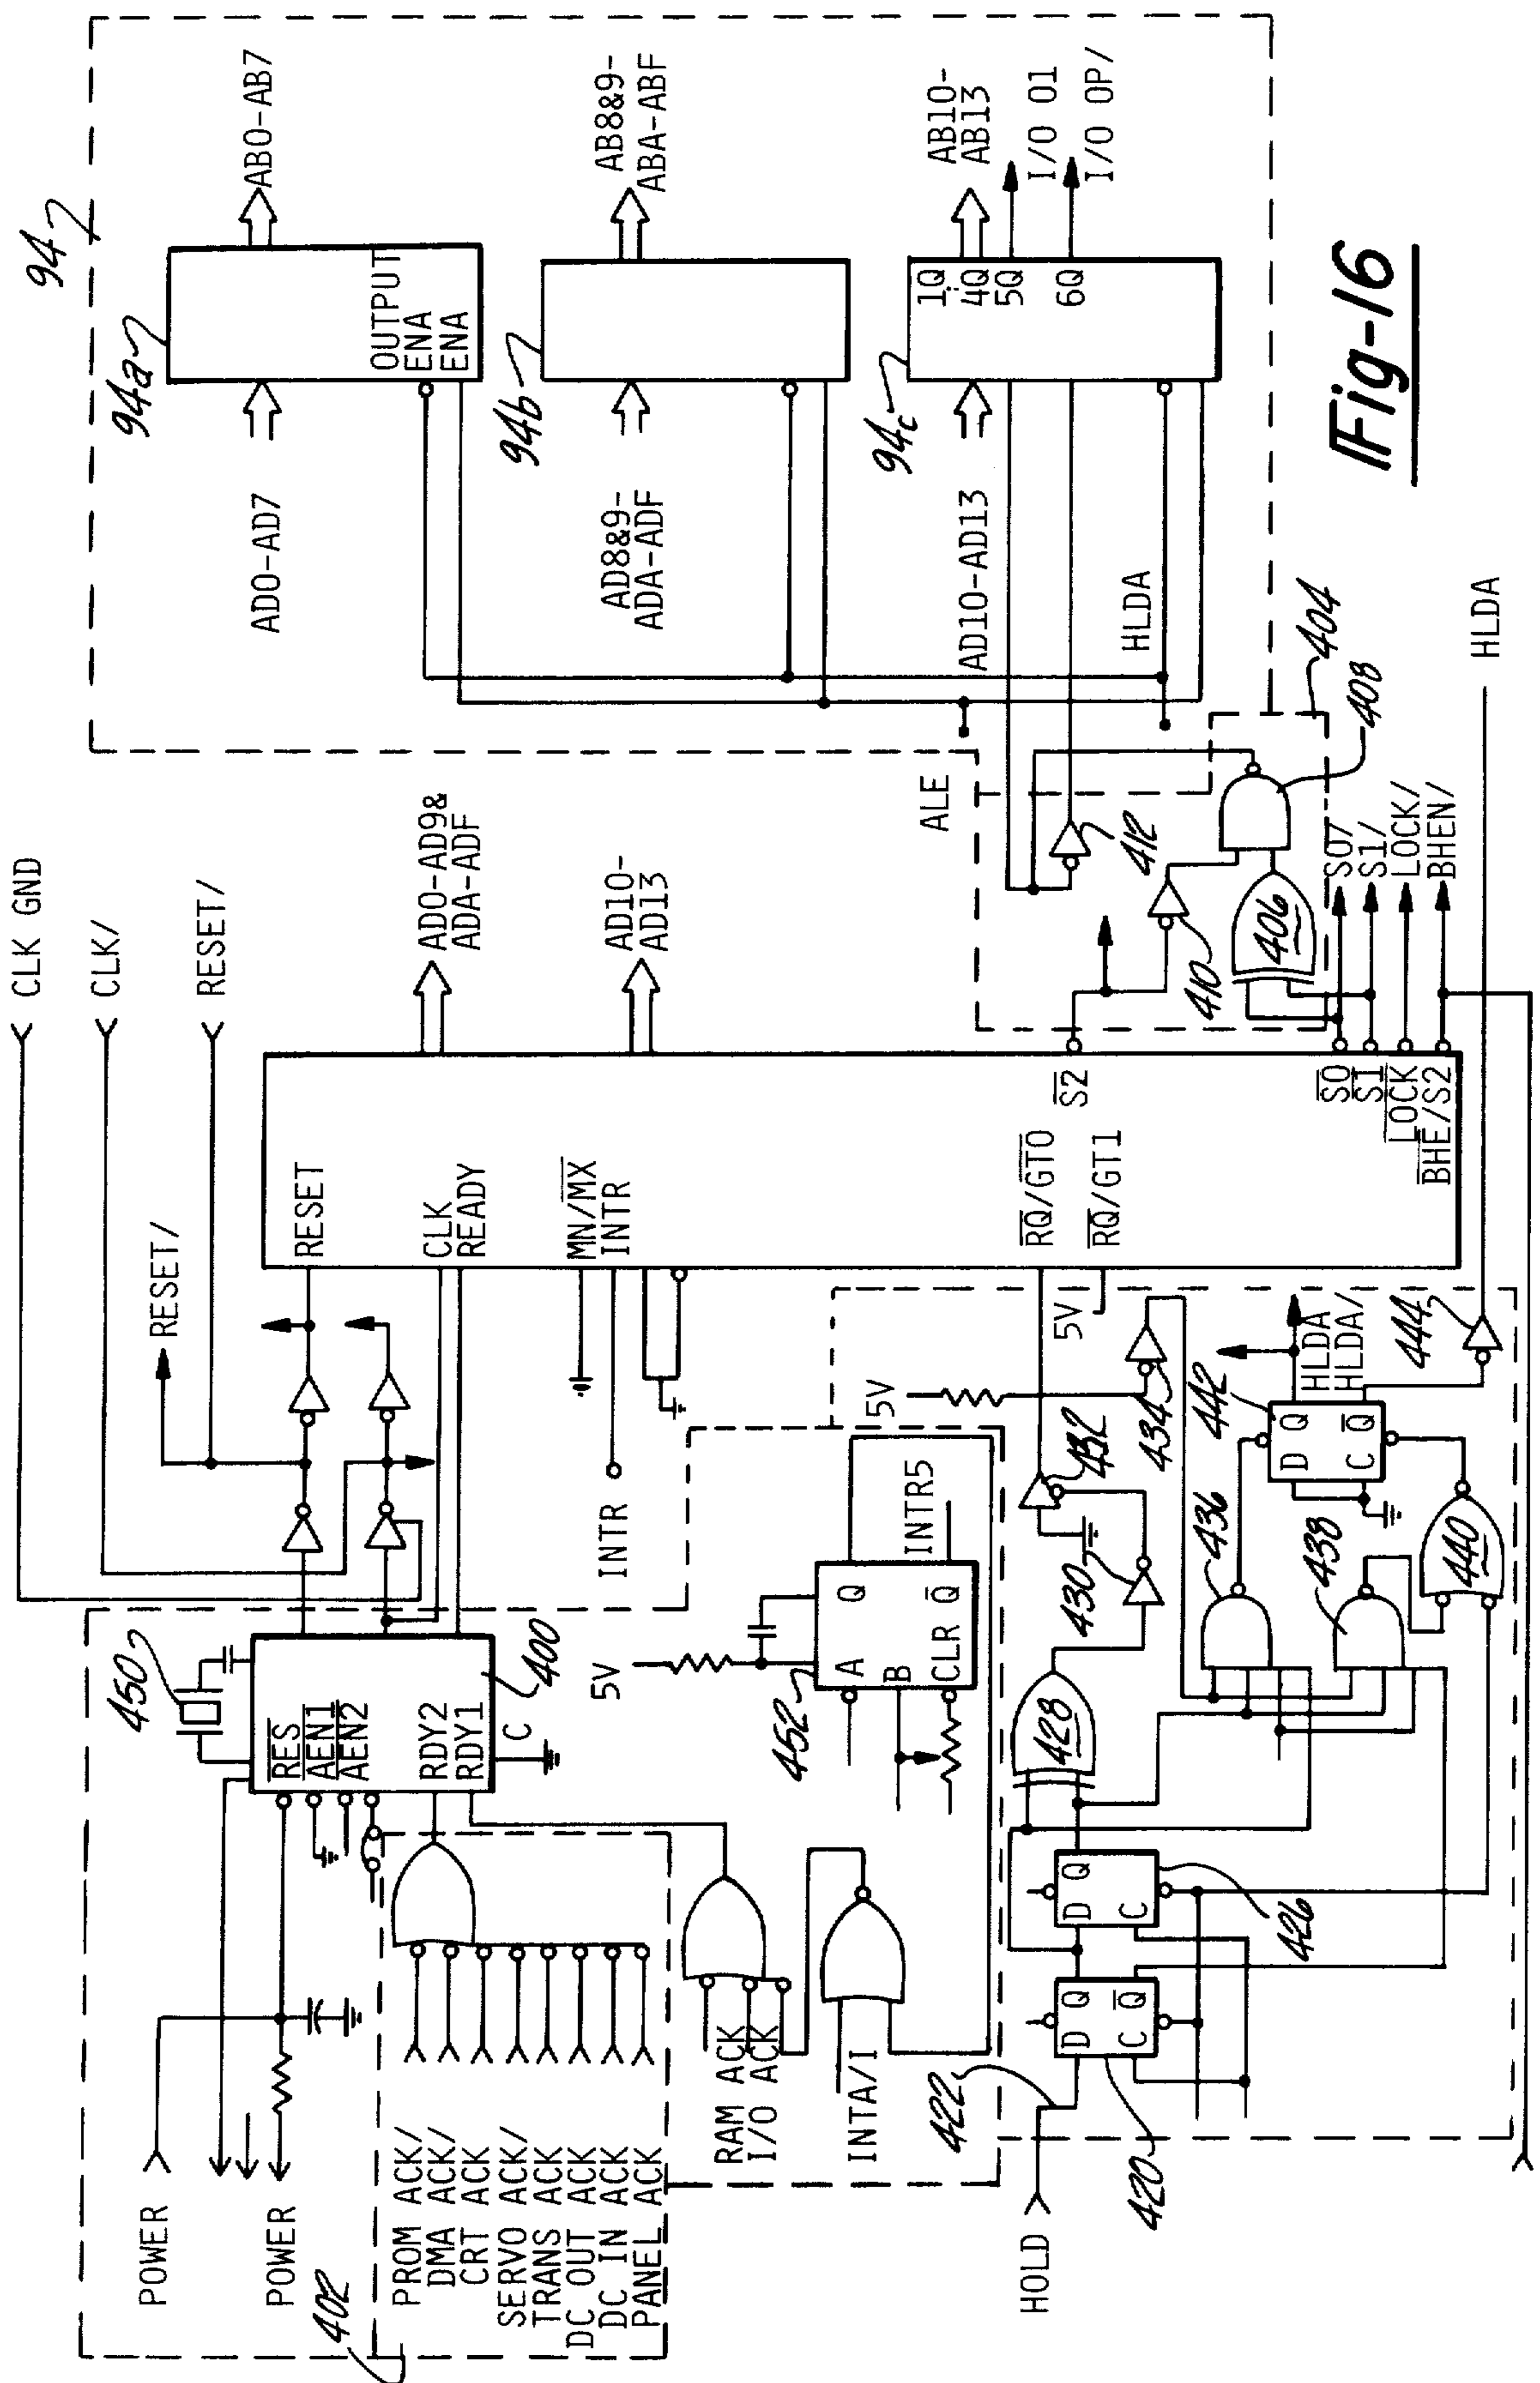 94
CLK GND
CLK/
RESET/
RESET/
94a
AD0-AD7
OUTPUT
ENA
ENA
AB0-AB7
94b
AD8&9-
ADA-ADF
AB8&9-
ABA-ABF
94c
AD10-AD13
1Q
4Q
5Q
6Q
AB10-
AB13
I/O 01
I/O OP/
HLDA
ALE
404
408
406
410
412
AD0-AD9&
ADA-ADF
AD10-
AD13
RESET
CLK
READY
MN/MX
INTR
RQ/GT0
RQ/GT1
S2
S0
S1
LOCK
BHE/S2
S0/
S1/
LOCK/
BHEN/
HLDA
450
RES
AEN1
AEN2
RDY2
RDY1
C
400
POWER
POWER
402
PROM ACK/
DMA ACK/
CRT ACK
SERVO ACK/
TRANS ACK
DC OUT ACK
DC IN ACK
PANEL ACK
RAM ACK
I/O ACK
INTA/I
INTR
5V
452
A
B
CLR
Q
Q
INTR5
5V
5V
HOLD
422
420
D
Q
C
Q
426
D
Q
C
428
430
432
434
436
438
440
442
D
Q
C
Q
HLDA
HLDA/
444
Fig-16